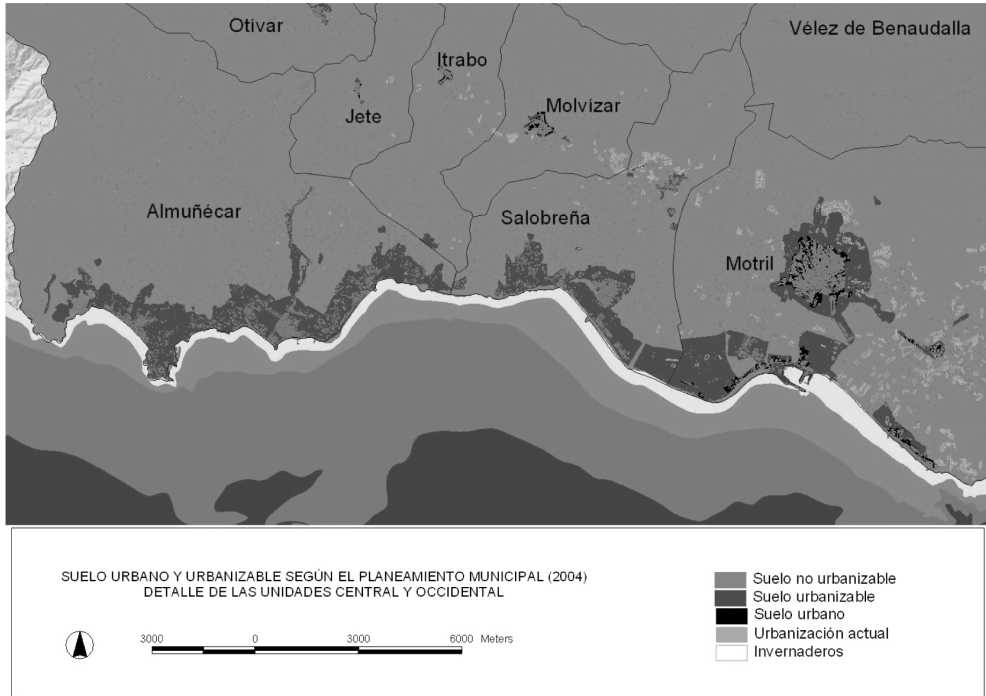 Otivar
Vélez de Benaudalla
Itrabo
Jete
Molvízar
Almuñécar
Salobreña
Motril
SUELO URBANO Y URBANIZABLE SEGÚN EL PLANEAMIENTO MUNICIPAL (2004)
DETALLE DE LAS UNIDADES CENTRAL Y OCCIDENTAL
3000 0 3000 6000 Meters
Suelo no urbanizable
Suelo urbanizable
Suelo urbano
Urbanización actual
Invernaderos